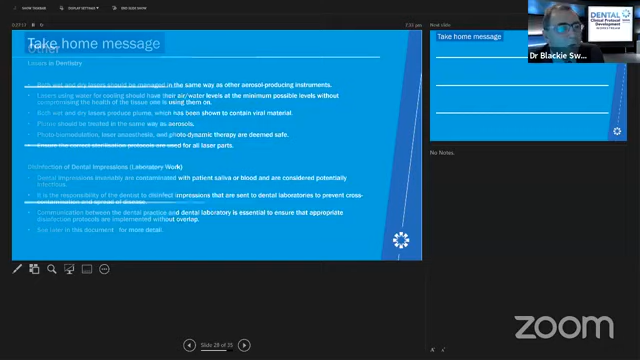 SHOW TASKBAR
DISPLAY SETTINGS
END SLIDE SHOW
0:27:17
7:33 pm
Next slide
Take home message
Other
Lasers in Dentistry
Both wet and dry lasers should be managed in the same way as other aerosol-producing instruments.
Lasers using water for cooling should have their air/water levels at the minimum possible levels without
compromising the health of the tissue one is using them on.
Both wet and dry lasers produce plume, which has been shown to contain viral material.
Plume should be treated in the same way as aerosols.
Photo-biomodulation, laser anaesthesia, and photo-dynamic therapy are deemed safe.
Ensure the correct sterilisation protocols are used for all laser parts.
Disinfection of Dental Impressions (Laboratory Work)
Dental Impressions invariably are contaminated with patient saliva or blood and are considered potentially
infectious.
It is the responsibility of the dental to disinfect impressions that are sent to dental laboratories to prevent cross-
contamination and spread of disease.
Communication between the dental practice and dental laboratory is essential to ensure that appropriate
disinfection protocols are implemented without overlap.
See later in this document for more detail.
Take home message
No Notes.
DENTAL
Clinical Protocol
Development
WORKSTREAM
Dr Blackie Sw...
Slide 29 of 35
zoom